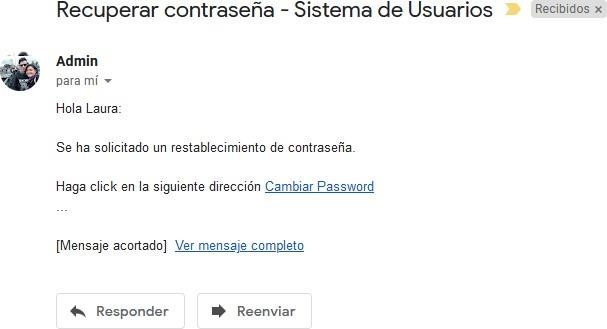 Recuperar contraseña - Sistema de Usuarios Recibidos ×
Admin
para mí
Hola Laura:
Se ha solicitado un restablecimiento de contraseña.
Haga click en la siguiente dirección Cambiar Password
...
[Mensaje acortado] Ver mensaje completo
Responder Reenviar